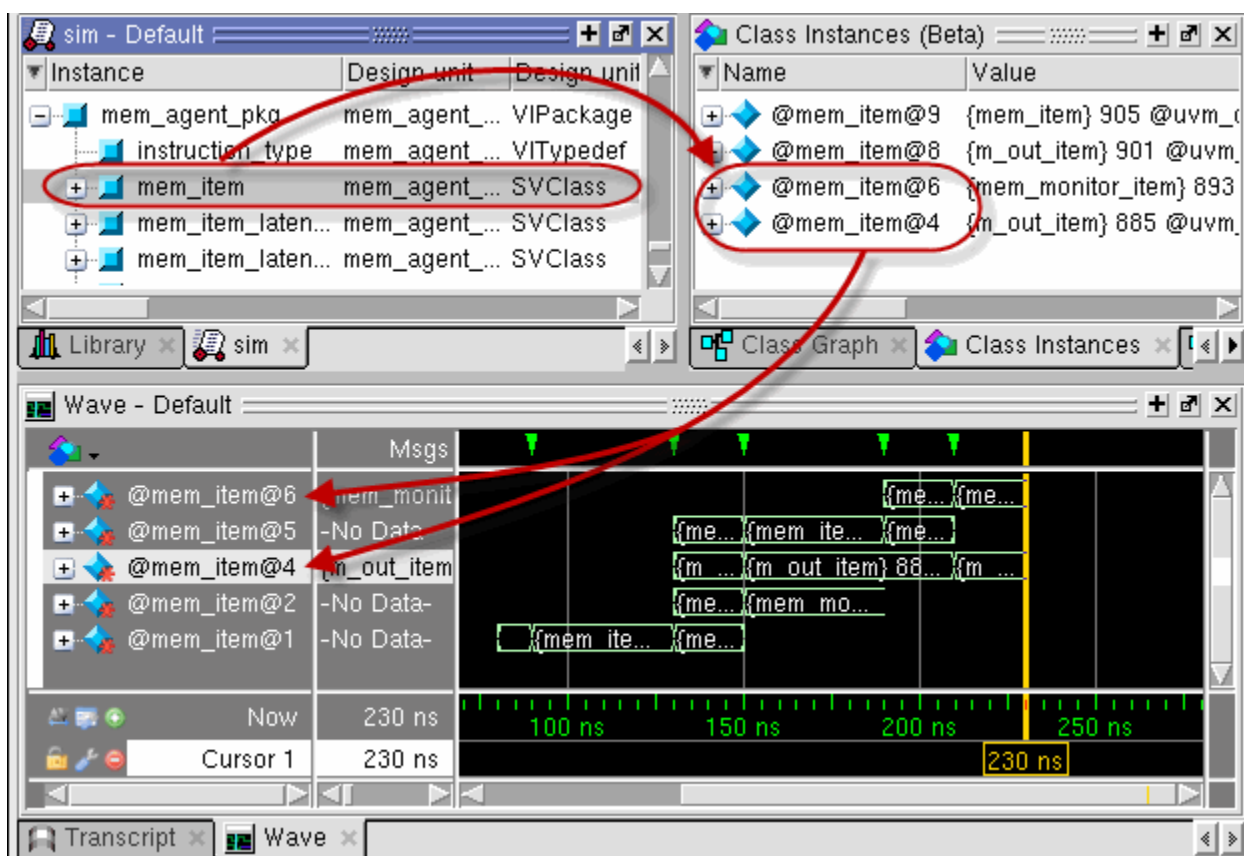 sim - Default
Instance Design unit Design unit
mem_agent_pkg mem_agent_... VlPackage
instruction_type mem_agent_... VlTypedef
mem_item mem_agent_... SVClass
mem_item_laten... mem_agent_... SVClass
mem_item_laten... mem_agent_... SVClass
Library sim
Class Instances (Beta)
Name Value
@mem_item@9 {mem_item} 905 @uvm_
@mem_item@8 {m_out_item} 901 @uvm_
@mem_item@6 {mem_monitor_item} 893
@mem_item@4 {m_out_item} 885 @uvm_
Class Graph Class Instances
Wave - Default
Msgs
@mem_item@6 {mem_monit {me... {me...
@mem_item@5 -No Data- {me... {mem_ite... {me...
@mem_item@4 {m_out_item {m_... {m_out_item} 88... {m_...
@mem_item@2 -No Data- {me... {mem_mo...
@mem_item@1 -No Data- {mem_ite... {me...
Now 230 ns 100 ns 150 ns 200 ns 250 ns
Cursor 1 230 ns 230 ns
Transcript Wave